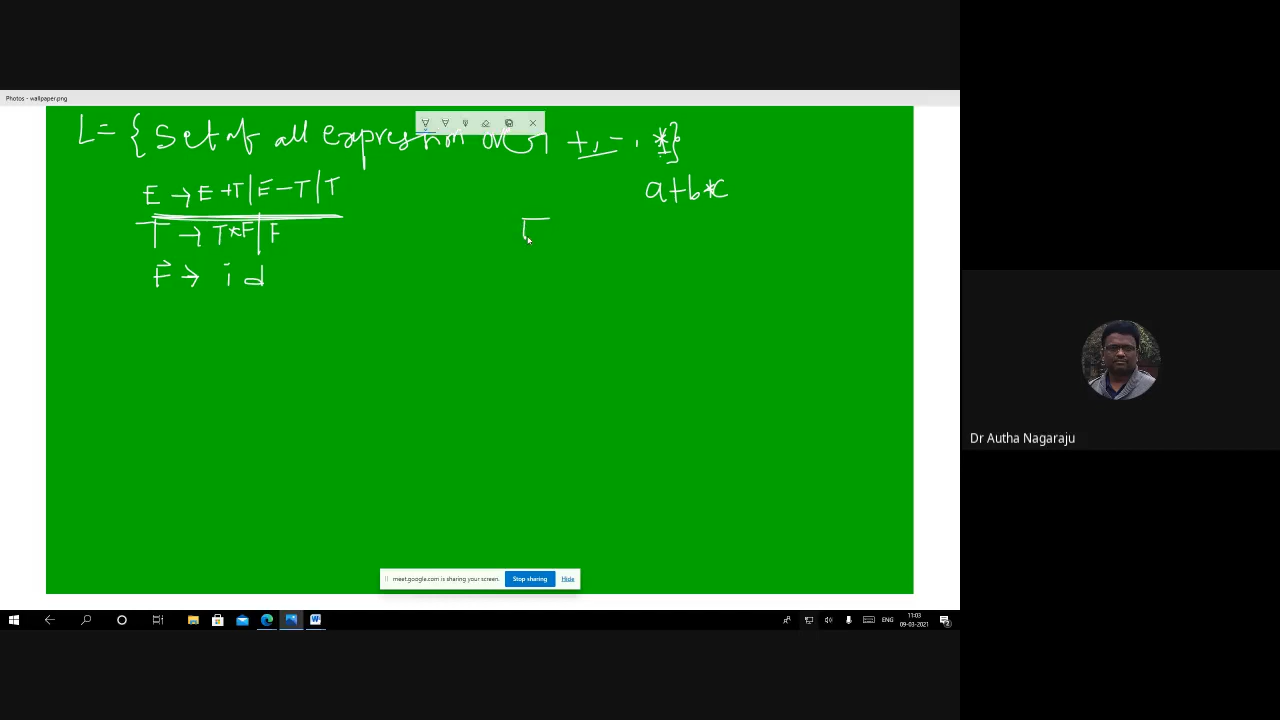 Photos - wallpaper.png
L = { Set of all expression over +, -, * }
E → E + T | E - T | T
a+b*c
T → T * F | F
F → id
Dr Autha Nagaraju
meet.google.com is sharing your screen.
Stop sharing
Hide
ENG
11:03
09-03-2021